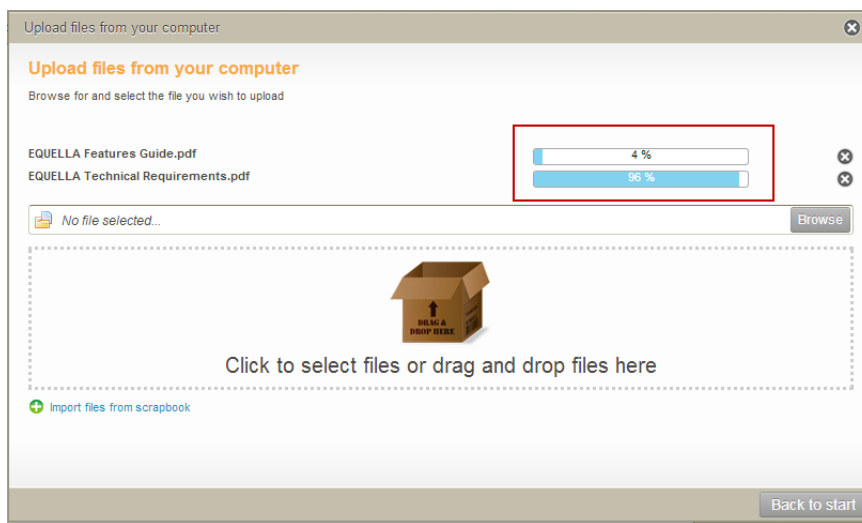 Upload files from your computer
Upload files from your computer
Browse for and select the file you wish to upload
EQUELLA Features Guide.pdf 4 %
EQUELLA Technical Requirements.pdf 96 %
No file selected... Browse
DRAG &
DROP HERE
Click to select files or drag and drop files here
Import files from scrapbook
Back to start